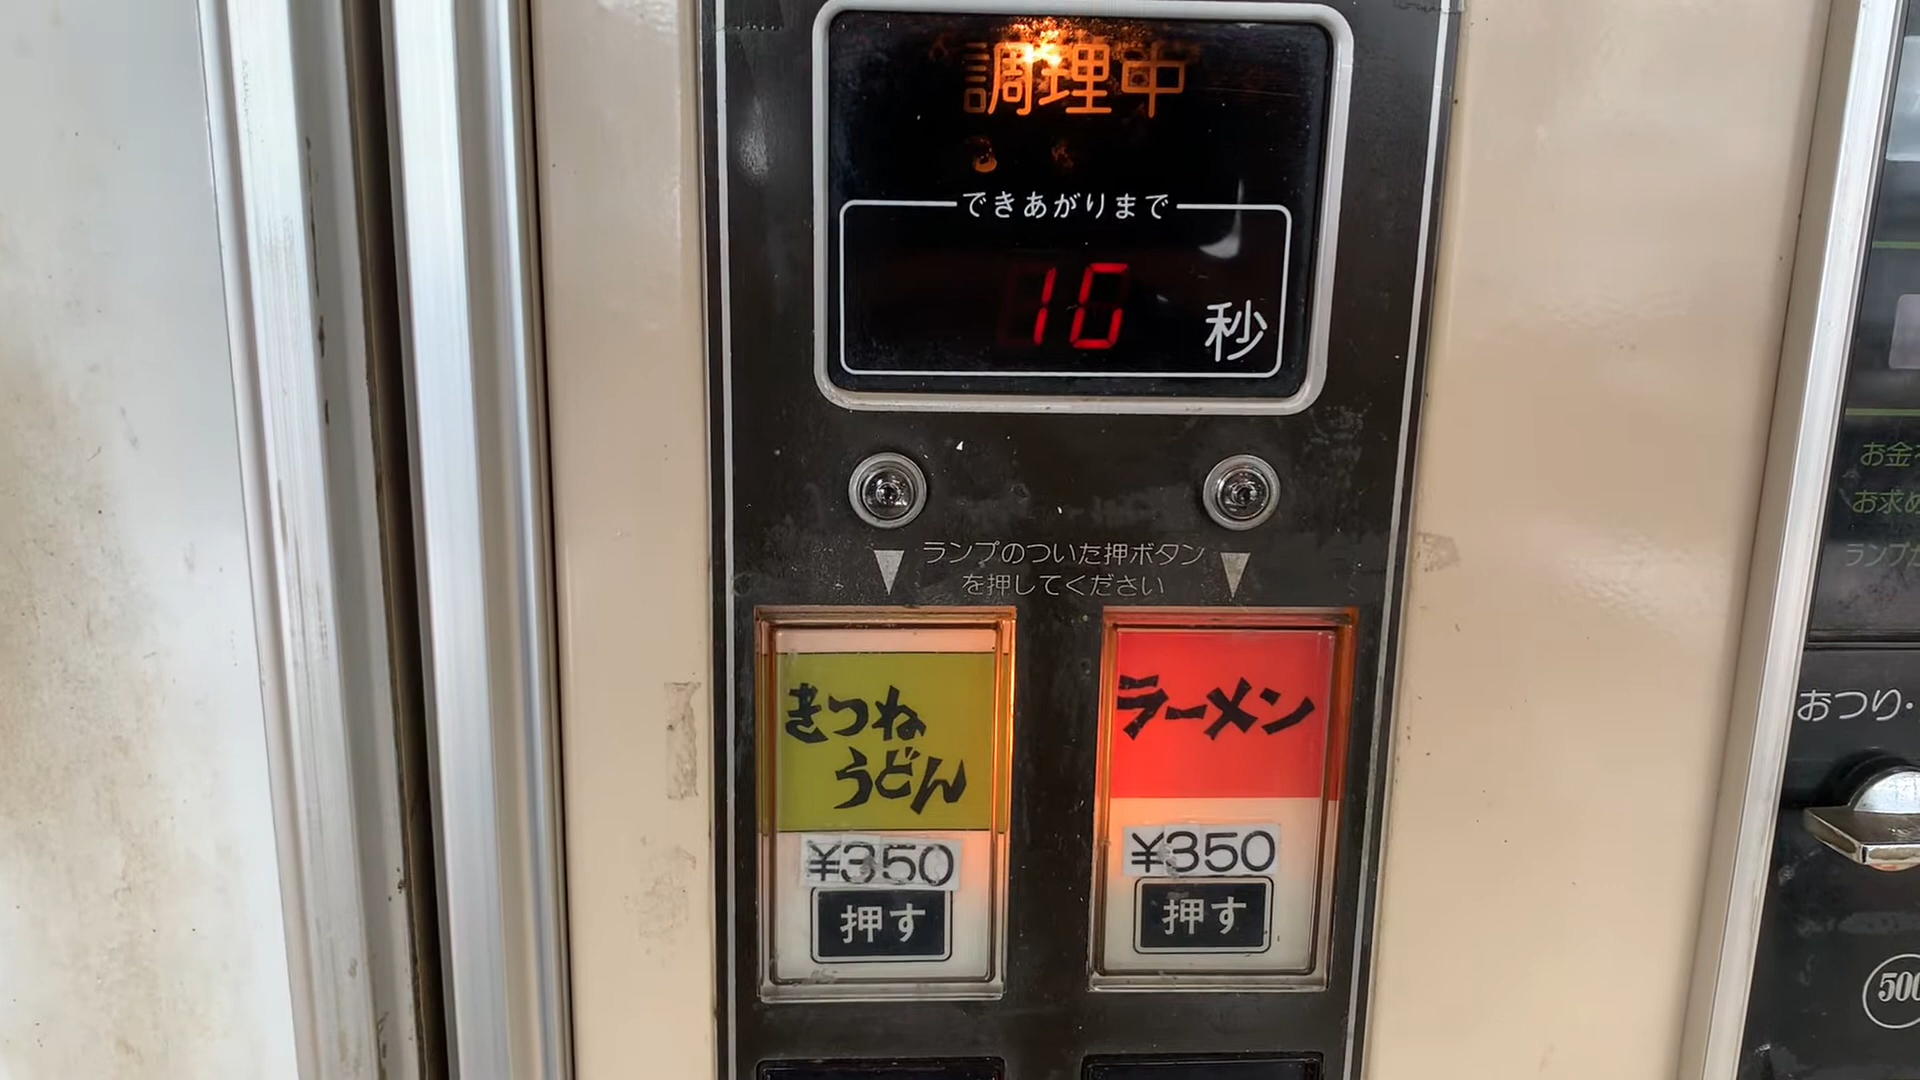 調理中
できあがりまで
16
秒
ランプのついた押ボタン
を押してください
きつね
うどん
¥350
押す
ラーメン
¥350
押す
お金
お求め
ランプ
おつり・
500